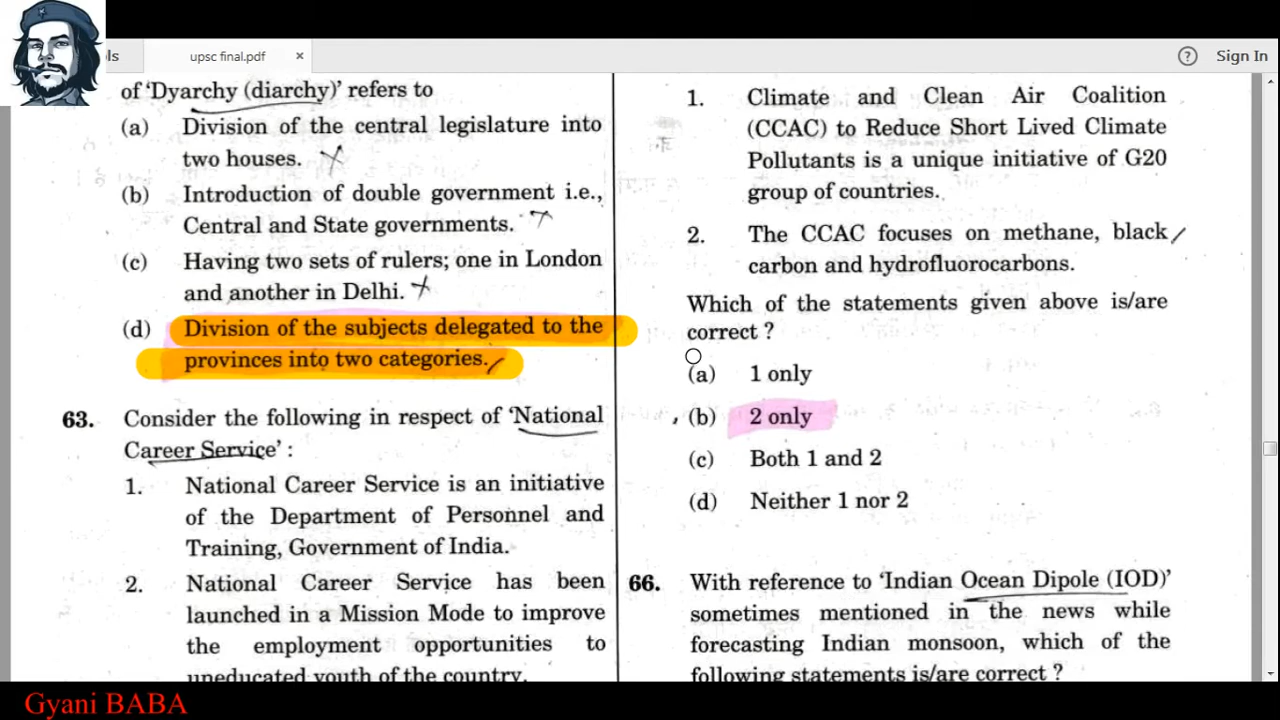 ls
upsc final.pdf
×
?
Sign In
of 'Dyarchy (diarchy)' refers to
(a) Division of the central legislature into
two houses.
(b) Introduction of double government i.e.,
Central and State governments.
(c) Having two sets of rulers; one in London
and another in Delhi.
(d) Division of the subjects delegated to the
provinces into two categories.
63. Consider the following in respect of 'National
Career Service' :
1. National Career Service is an initiative
of the Department of Personnel and
Training, Government of India.
2. National Career Service has been
launched in a Mission Mode to improve
the employment opportunities to
uneducated youth of the country.
1. Climate and Clean Air Coalition
(CCAC) to Reduce Short Lived Climate
Pollutants is a unique initiative of G20
group of countries.
2. The CCAC focuses on methane, black
carbon and hydrofluorocarbons.
Which of the statements given above is/are
correct ?
(a) 1 only
(b) 2 only
(c) Both 1 and 2
(d) Neither 1 nor 2
66. With reference to 'Indian Ocean Dipole (IOD)'
sometimes mentioned in the news while
forecasting Indian monsoon, which of the
following statements is/are correct ?
Gyani BABA